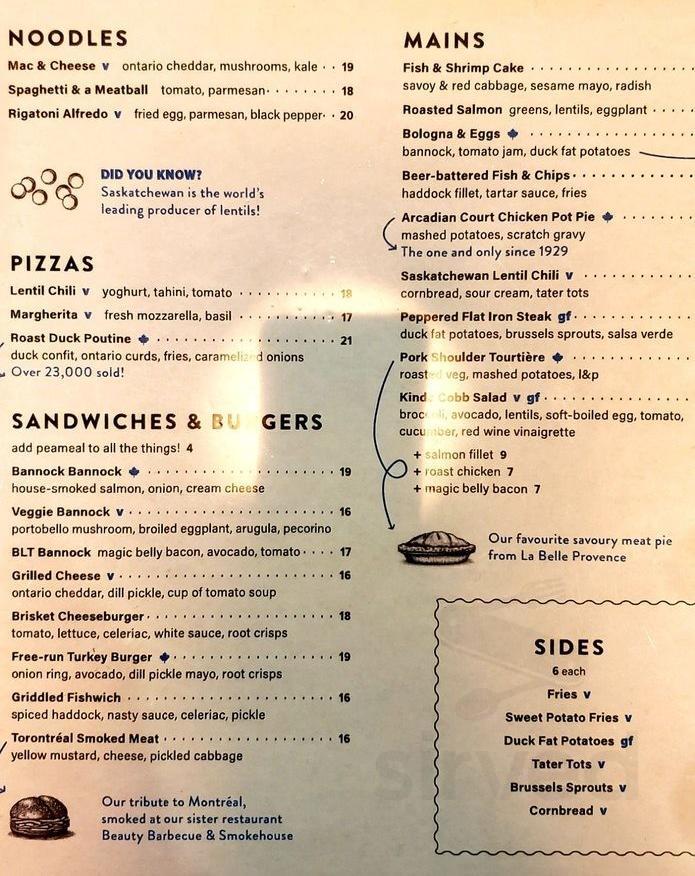 NOODLES
Mac & Cheese v ontario cheddar, mushrooms, kale · · 19
Spaghetti & a Meatball tomato, parmesan · · · · · · · · 18
Rigatoni Alfredo v fried egg, parmesan, black pepper · · 20
DID YOU KNOW?
Saskatchewan is the world's
leading producer of lentils!
PIZZAS
Lentil Chili v yoghurt, tahini, tomato · · · · · · · · · · 18
Margherita v fresh mozzarella, basil · · · · · · · · · · 17
Roast Duck Poutine · · · · · · · · · · · · · · · · · · 21
duck confit, ontario curds, fries, caramelized onions
Over 23,000 sold!
SANDWICHES & BURGERS
add peameal to all the things! 4
Bannock Bannock · · · · · · · · · · · · · · · · · · 19
house-smoked salmon, onion, cream cheese
Veggie Bannock v · · · · · · · · · · · · · · · · · · 16
portobello mushroom, broiled eggplant, arugula, pecorino
BLT Bannock magic belly bacon, avocado, tomato · · · · 17
Grilled Cheese v · · · · · · · · · · · · · · · · · · 16
ontario cheddar, dill pickle, cup of tomato soup
Brisket Cheeseburger · · · · · · · · · · · · · · · · · · 18
tomato, lettuce, celeriac, white sauce, root crisps
Free-run Turkey Burger · · · · · · · · · · · · · · · · 19
onion ring, avocado, dill pickle mayo, root crisps
Griddled Fishwich · · · · · · · · · · · · · · · · · · 16
spiced haddock, nasty sauce, celeriac, pickle
Torontréal Smoked Meat · · · · · · · · · · · · · · · · 16
yellow mustard, cheese, pickled cabbage
Our tribute to Montréal,
smoked at our sister restaurant
Beauty Barbecue & Smokehouse
MAINS
Fish & Shrimp Cake · · · · · · · · · · · · · · · ·
savoy & red cabbage, sesame mayo, radish
Roasted Salmon greens, lentils, eggplant · · · · ·
Bologna & Eggs · · · · · · · · · · · · · · · ·
bannock, tomato jam, duck fat potatoes
Beer-battered Fish & Chips · · · · · · · · · · · ·
haddock fillet, tartar sauce, fries
Arcadian Court Chicken Pot Pie · · · · · · · ·
mashed potatoes, scratch gravy
The one and only since 1929
Saskatchewan Lentil Chili v · · · · · · · · · · · ·
cornbread, sour cream, tater tots
Peppered Flat Iron Steak gf · · · · · · · · · · · ·
duck fat potatoes, brussels sprouts, salsa verde
Pork Shoulder Tourtière · · · · · · · · · · · ·
roasted veg, mashed potatoes, l&p
Kinda Cobb Salad v gf · · · · · · · · · · · · · ·
broccoli, avocado, lentils, soft-boiled egg, tomato,
cucumber, red wine vinaigrette
+ salmon fillet 9
+ roast chicken 7
+ magic belly bacon 7
Our favourite savoury meat pie
from La Belle Provence
SIDES
6 each
Fries v
Sweet Potato Fries v
Duck Fat Potatoes gf
Tater Tots v
Brussels Sprouts v
Cornbread v